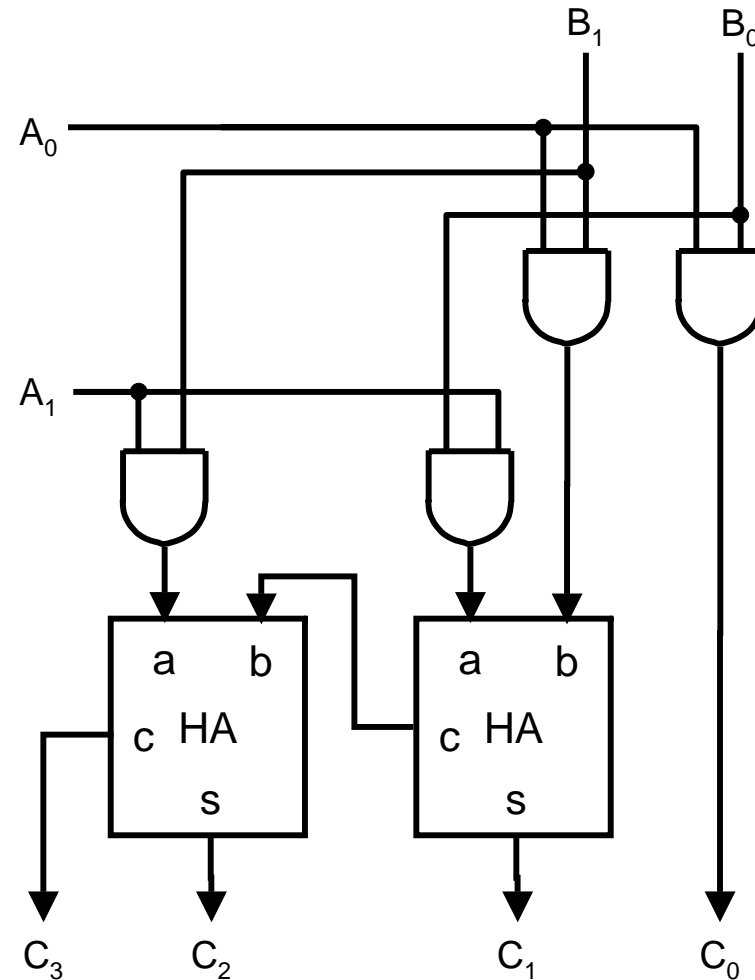 B₁ B₀
A₀
A₁
a b a b
c HA c HA
s s
C₃ C₂ C₁ C₀